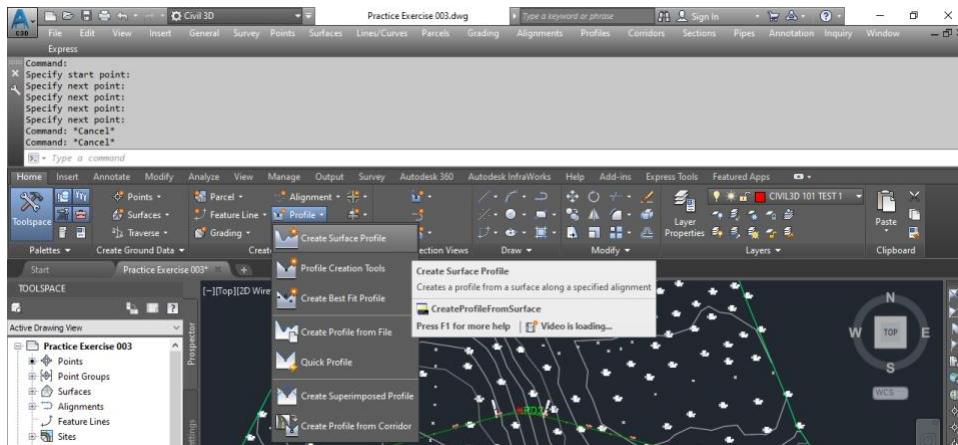 Civil 3D
Practice Exercise 003.dwg
Type a keyword or phrase
Sign In
C3D
File Edit View Insert General Survey Points Surfaces Lines/Curves Parcels Grading Alignments Profiles Corridors Sections Pipes Annotation Inquiry Window
Express
Command:
Specify start point:
Specify next point:
Specify next point:
Specify next point:
Specify next point:
Command: *Cancel*
Command: *Cancel*
Type a command
Home Insert Annotate Modify Analyze View Manage Output Survey Autodesk 360 Autodesk InfraWorks Help Add-ins Express Tools Featured Apps
Toolspace
Points
Surfaces
Traverse
Parcel
Feature Line
Grading
Alignment
Profile
Layer
Properties
CIVIL3D 101 TEST 1
Paste
Palettes
Create Ground Data
Creat
ection Views
Draw
Modify
Layers
Clipboard
Start
Practice Exercise 003*
Create Surface Profile
Profile Creation Tools
Create Best Fit Profile
Create Profile from File
Quick Profile
Create Superimposed Profile
Create Profile from Corridor
Create Surface Profile
Creates a profile from a surface along a specified alignment
CreateProfileFromSurface
Press F1 for more help
Video is loading...
TOOLSPACE
Active Drawing View
Practice Exercise 003
Points
Point Groups
Surfaces
Alignments
Feature Lines
Sites
Prospector
ttings
[-][Top][2D Wire
N
W
TOP
E
S
WCS